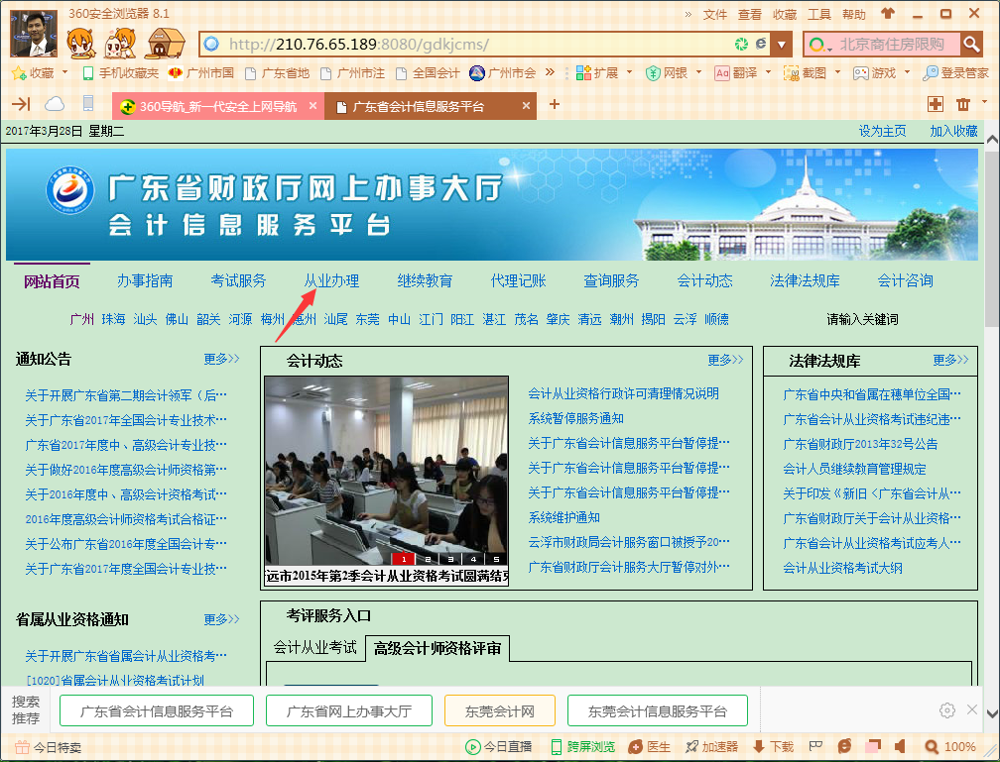 360安全浏览器 8.1
» 文件 查看 收藏 工具 帮助
http://210.76.65.189:8080/gdkjcms/
北京商住房限购
收藏 手机收藏夹 广州市国 广东省地 广州市注 全国会计 广州市会 » 扩展 网银 翻译 截图 游戏 登录管家
360导航_新一代安全上网导航 × 广东省会计信息服务平台 × +
2017年3月28日 星期二
设为主页 加入收藏
广东省财政厅网上办事大厅
会计信息服务平台
网站首页 办事指南 考试服务 从业办理 继续教育 代理记账 查询服务 会计动态 法律法规库 会计咨询
广州 珠海 汕头 佛山 韶关 河源 梅州 惠州 汕尾 东莞 中山 江门 阳江 湛江 茂名 肇庆 清远 潮州 揭阳 云浮 顺德
请输入关键词
通知公告 更多>>
关于开展广东省第二期会计领军（后…
关于广东省2017年全国会计专业技术…
广东省2017年度中、高级会计专业技…
关于做好2016年度高级会计师资格第…
关于2016年度中、高级会计资格考试…
2016年度高级会计师资格考试合格证…
关于公布广东省2016年度全国会计专…
关于广东省2017年度全国会计专业技…
省属从业资格通知 更多>>
关于开展广东省省属会计从业资格考…
[1020]省属会计从业资格考试计划
会计动态 更多>>
1 2 3 4 5
远市2015年第2季会计从业资格考试圆满结束
会计从业资格行政许可清理情况说明
系统暂停服务通知
关于广东省会计信息服务平台暂停提…
关于广东省会计信息服务平台暂停提…
关于广东省会计信息服务平台暂停提…
系统维护通知
云浮市财政局会计服务窗口被授予20…
广东省财政厅会计服务大厅暂停对外…
法律法规库 更多>>
广东省中央和省属在穗单位全国…
广东省会计从业资格考试违纪违…
广东省财政厅2013年32号公告
会计人员继续教育管理规定
关于印发《新旧〈广东省会计从…
广东省财政厅关于会计从业资格…
广东省会计从业资格考试应考人…
会计从业资格考试大纲
考评服务入口
会计从业考试 高级会计师资格评审
搜索
推荐
广东省会计信息服务平台 广东省网上办事大厅 东莞会计网 东莞会计信息服务平台
今日特卖
今日直播 跨屏浏览 医生 加速器 下载 100%